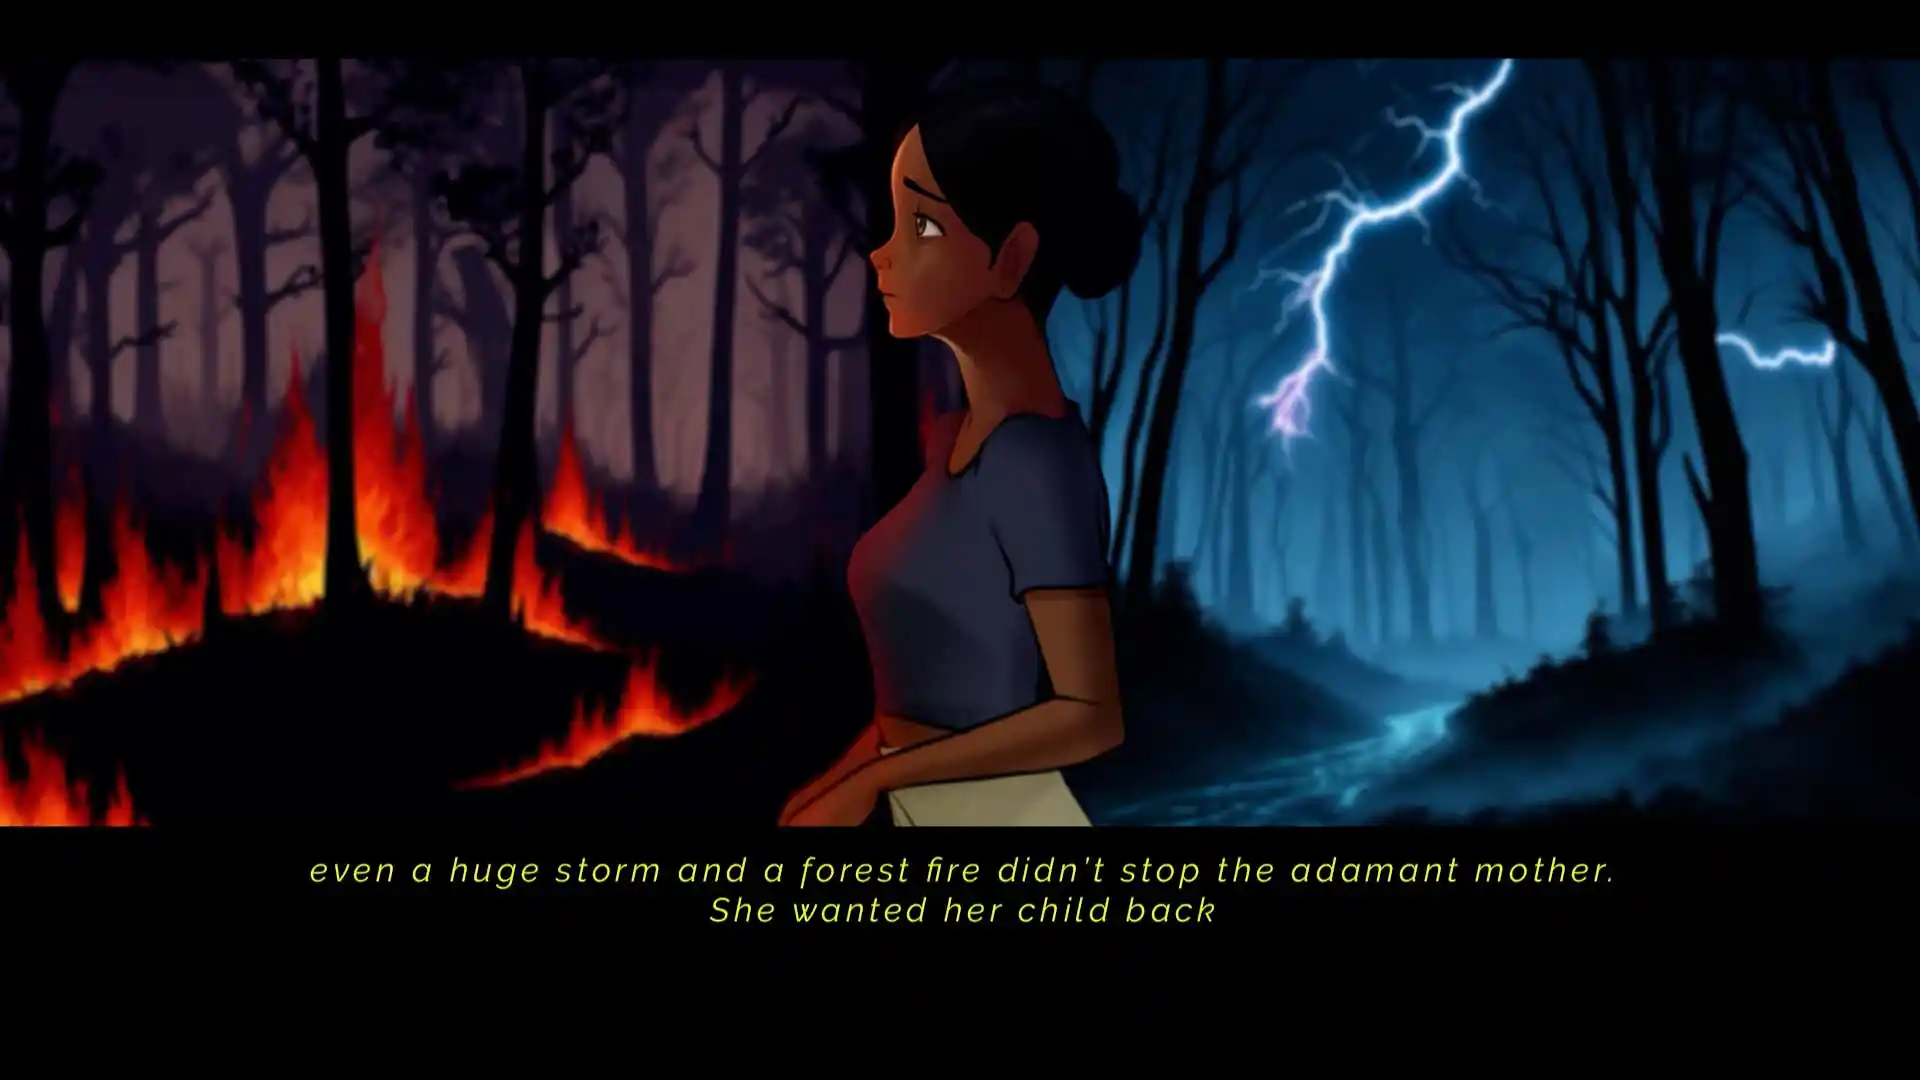 even a huge storm and a forest fire didn't stop the adamant mother.
She wanted her child back